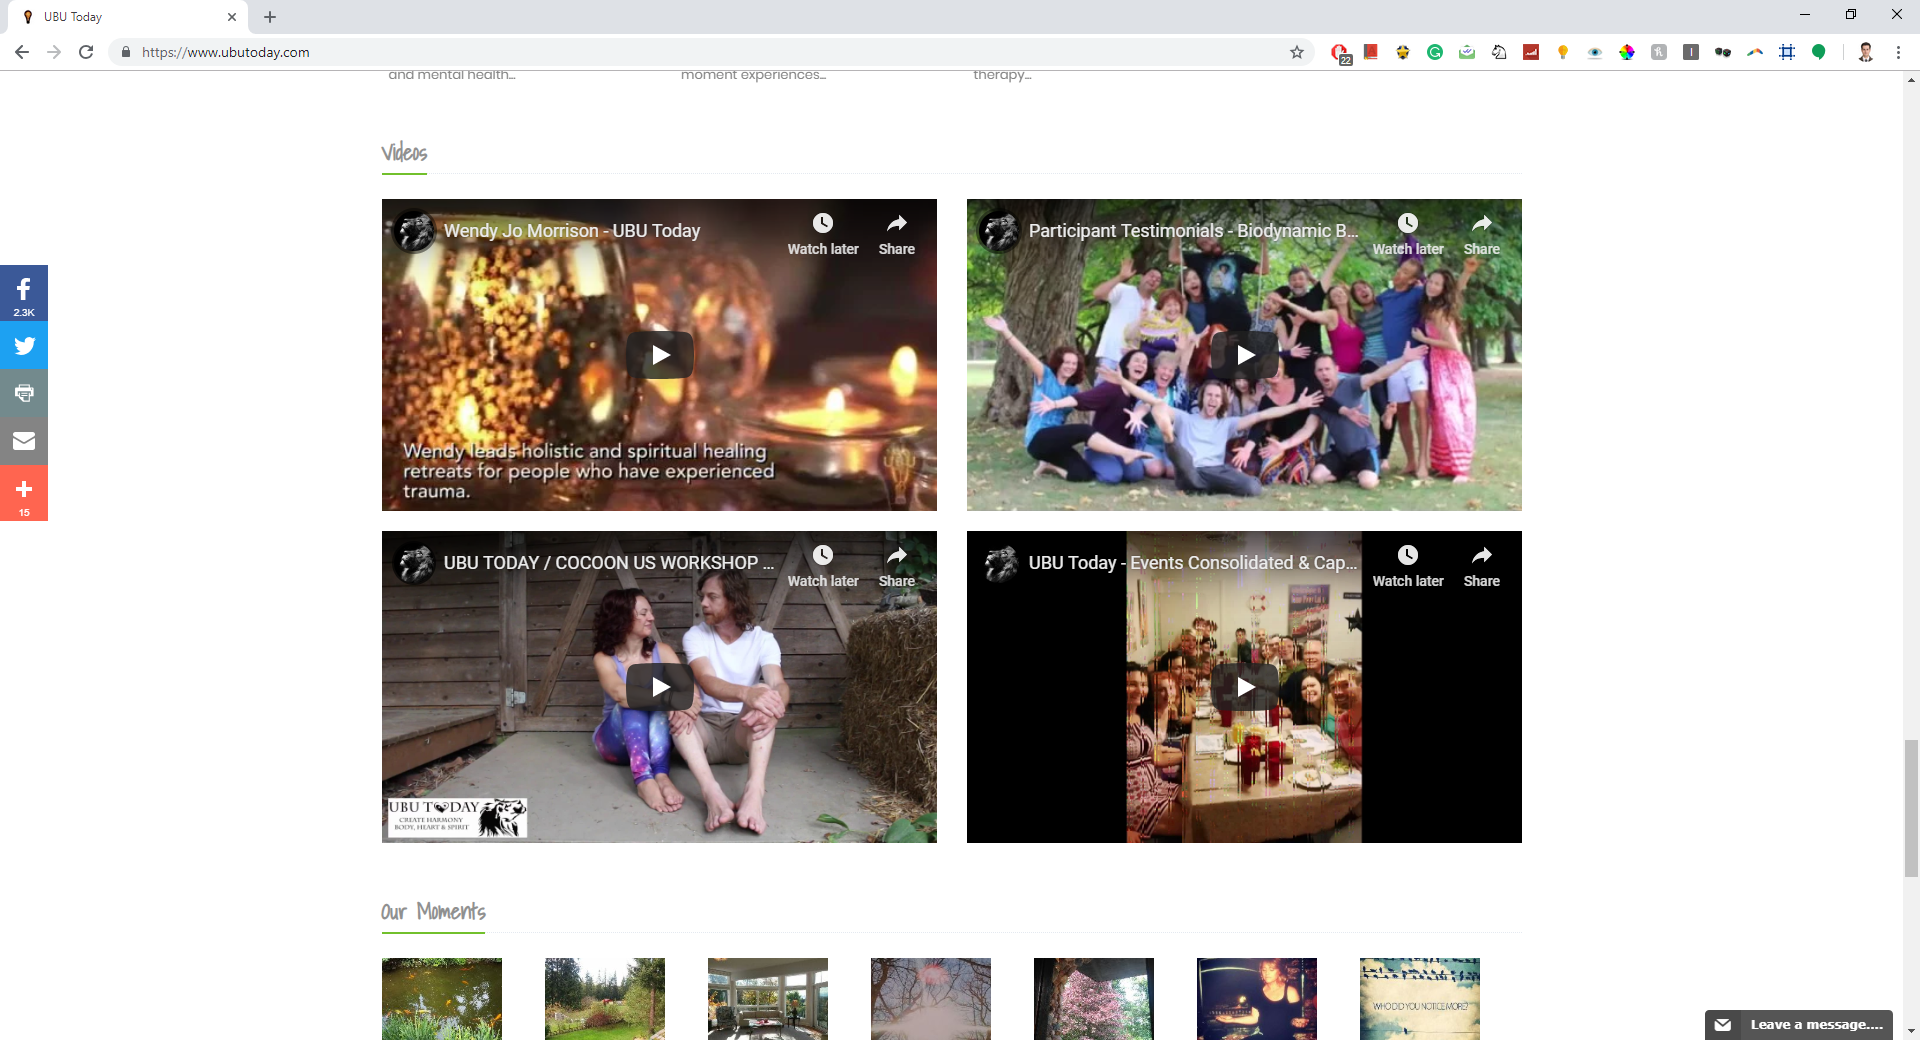 UBU Today
https://www.ubutoday.com
22
and mental health...
moment experiences...
therapy...
Videos
Wendy Jo Morrison - UBU Today
Watch later
Share
Wendy leads holistic and spiritual healing
retreats for people who have experienced
trauma.
UBU
Participant Testimonials - Biodynamic B...
Watch later
Share
2.3K
15
UBU TODAY / COCOON US WORKSHOP ...
Watch later
Share
UBU TODAY
CREATE HARMONY
BODY, HEART & SPIRIT
UBU Today - Events Consolidated & Cap...
Watch later
Share
Our Moments
WHO DID YOU NOTICE MORE?
Leave a message....